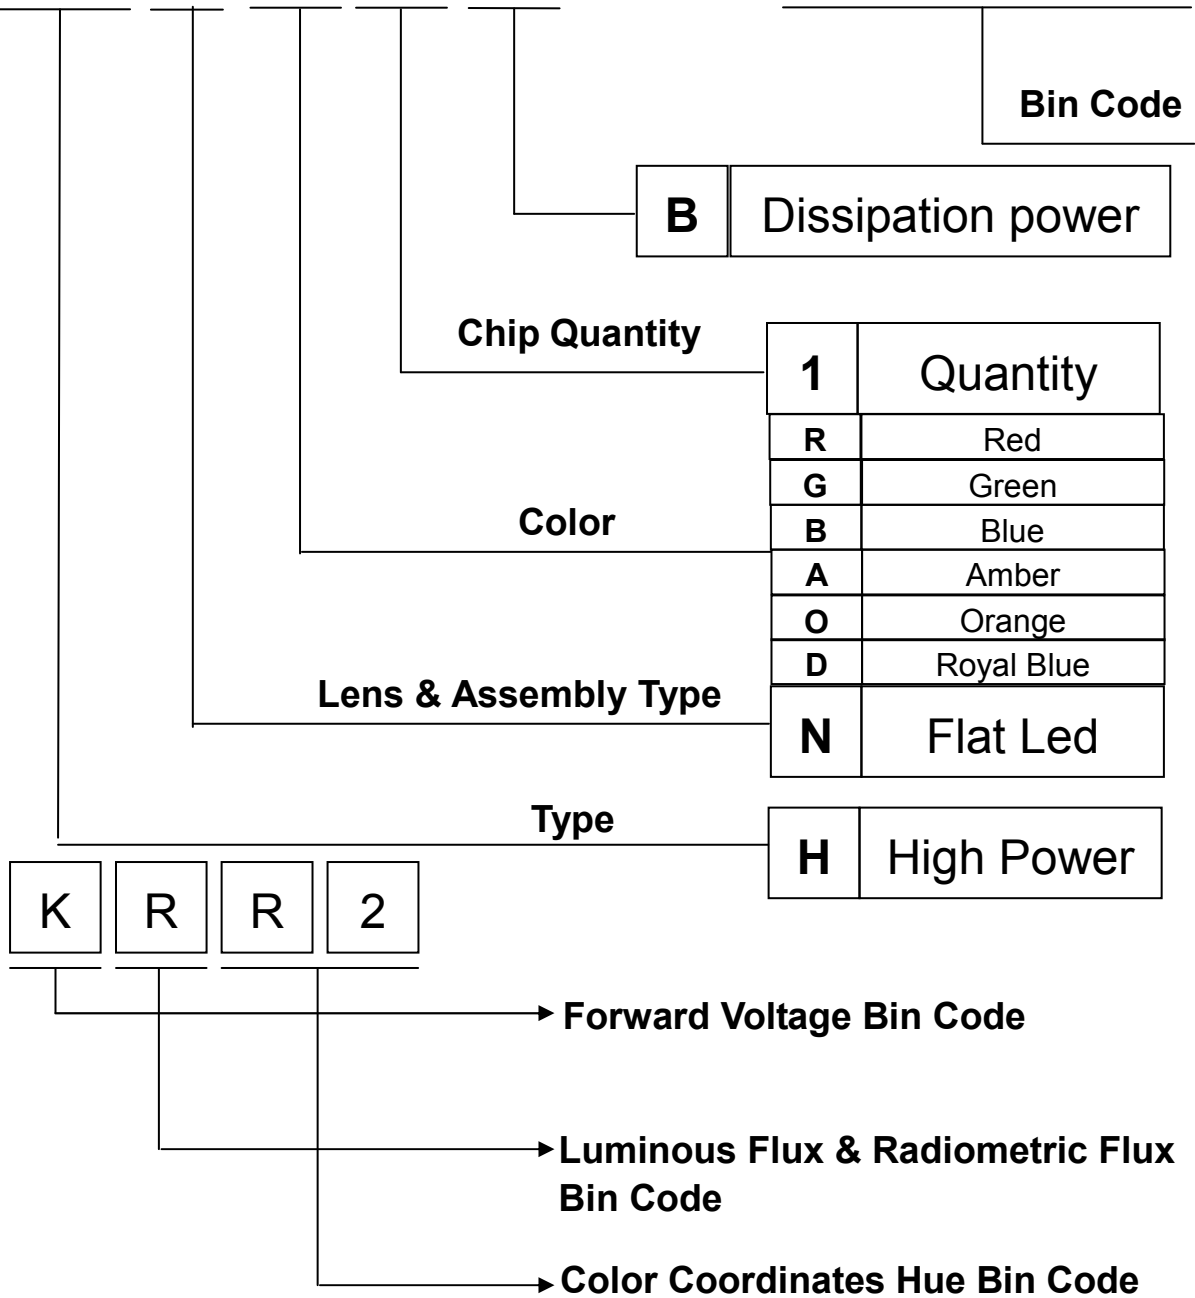 Bin Code
B Dissipation power
Chip Quantity
1 Quantity
R Red
G Green
Color
B Blue
A Amber
O Orange
D Royal Blue
Lens & Assembly Type
N Flat Led
Type
H High Power
K R R 2
Forward Voltage Bin Code
Luminous Flux & Radiometric Flux
Bin Code
Color Coordinates Hue Bin Code